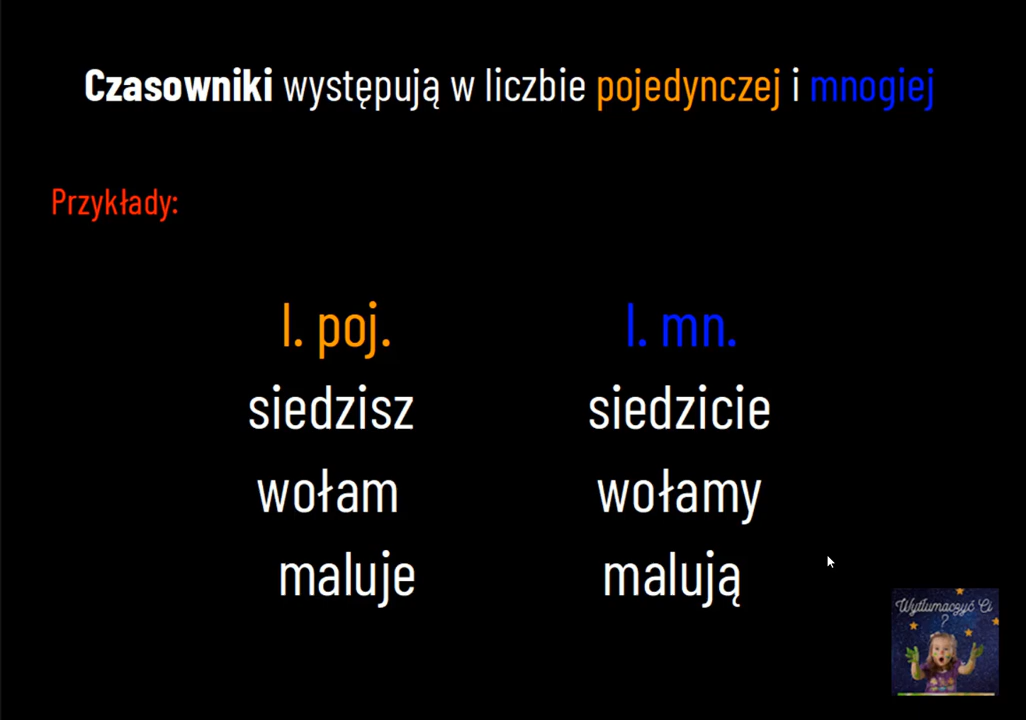 Czasowniki występują w liczbie pojedynczej i mnogiej
Przykłady:
l. poj. l. mn.
siedzisz siedzicie
wołam wołamy
maluje malują
Wytłumaczyć Ci
?